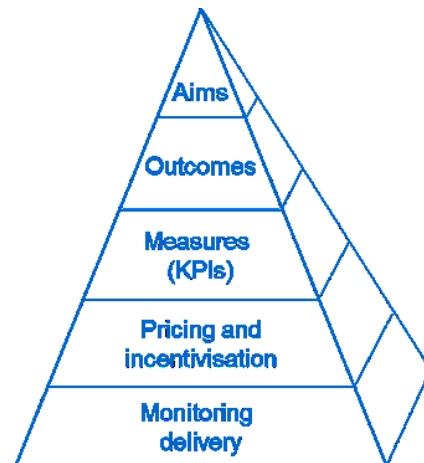 Aims
Outcomes
Measures
(KPIs)
Pricing and
incentivisation
Monitoring
delivery